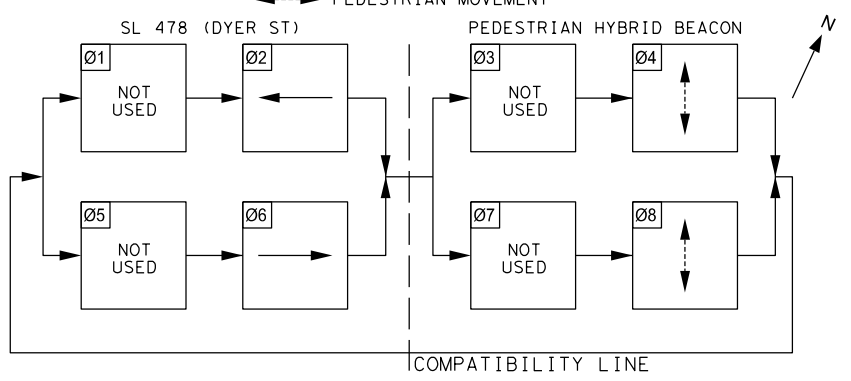 PEDESTRIAN MOVEMENT
SL 478 (DYER ST)
PEDESTRIAN HYBRID BEACON
N
Ø1
NOT
USED
Ø2
Ø3
NOT
USED
Ø4
Ø5
NOT
USED
Ø6
Ø7
NOT
USED
Ø8
COMPATIBILITY LINE